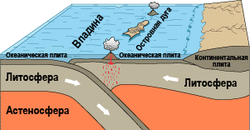 Впадина
Островная дуга
Океаническая плита
Океаническая плита
Континентальная
плита
Литосфера
Литосфера
Астеносфера